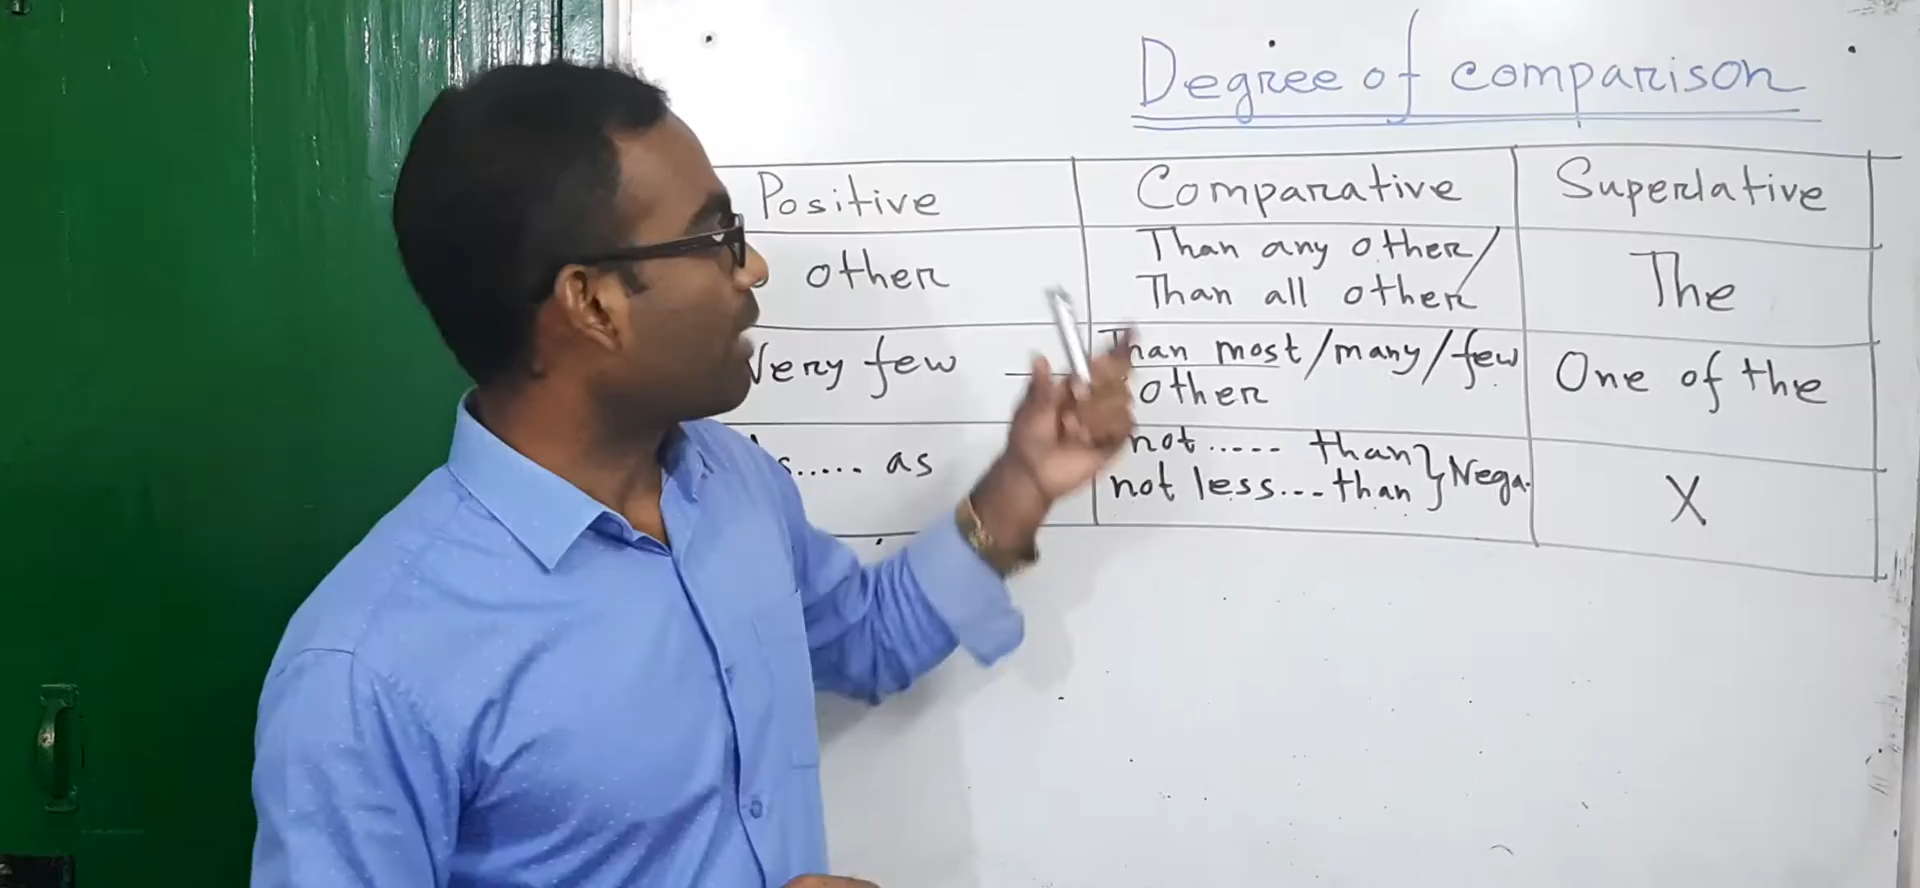 Degree of comparison
Positive
Comparative
Superlative
other
Than any other/
Than all other
The
Very few
Than most/many/few
other
One of the
..... as
not ..... than } Nega.
not less... than
X